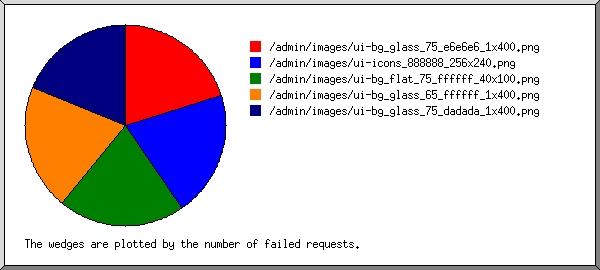 /admin/images/ui-bg_glass_75_e6e6e6_1x400.png
/admin/images/ui-icons_888888_256x240.png
/admin/images/ui-bg_flat_75_ffffff_40x100.png
/admin/images/ui-bg_glass_65_ffffff_1x400.png
/admin/images/ui-bg_glass_75_dadada_1x400.png
The wedges are plotted by the number of failed requests.